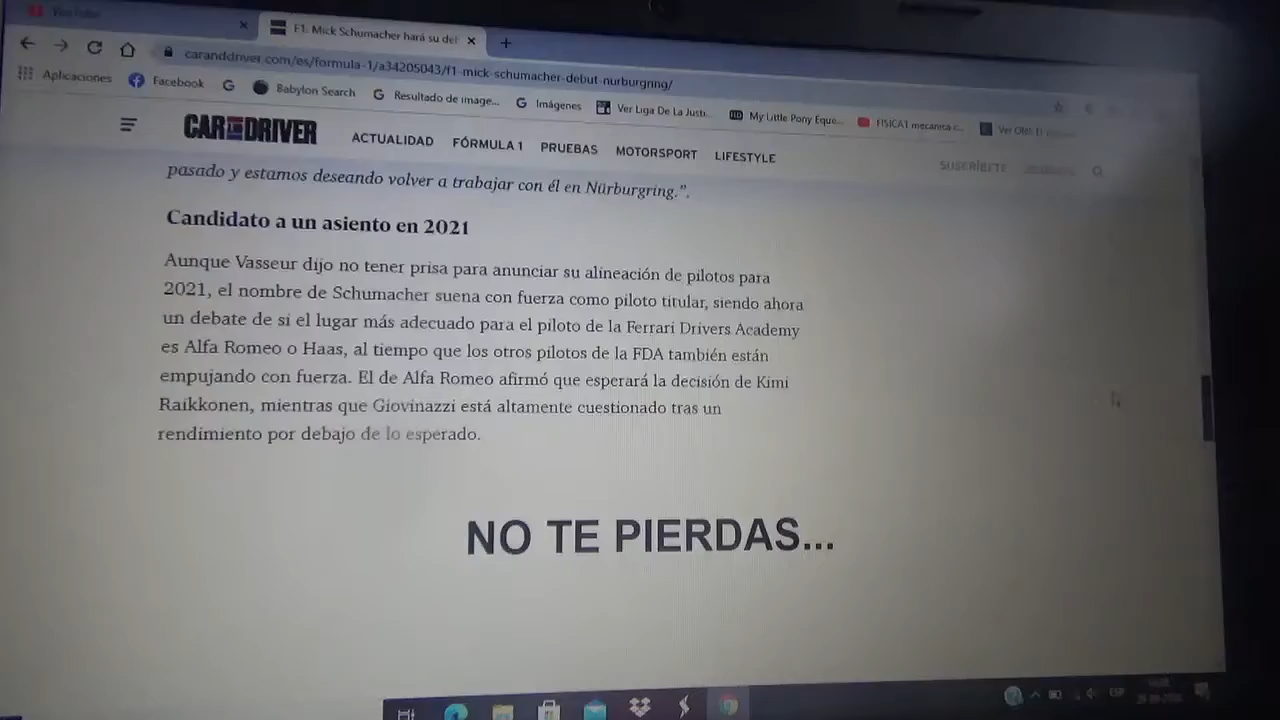 YouTube
F1: Mick Schumacher hará su deb
caranddriver.com/es/formula-1/a34205043/f1-mick-schumacher-debut-nurburgring/
Aplicaciones
Facebook
Babylon Search
Resultado de image...
Imágenes
Ver Liga De La Justi...
My Little Pony Eque...
FISICA1 mecanica c...
CAR AND DRIVER
ACTUALIDAD
FÓRMULA 1
PRUEBAS
MOTORSPORT
LIFESTYLE
SUSCRÍBETE
pasado y estamos deseando volver a trabajar con él en Nürburgring.”.
Candidato a un asiento en 2021
Aunque Vasseur dijo no tener prisa para anunciar su alineación de pilotos para
2021, el nombre de Schumacher suena con fuerza como piloto titular, siendo ahora
un debate de si el lugar más adecuado para el piloto de la Ferrari Drivers Academy
es Alfa Romeo o Haas, al tiempo que los otros pilotos de la FDA también están
empujando con fuerza. El de Alfa Romeo afirmó que esperará la decisión de Kimi
Raikkonen, mientras que Giovinazzi está altamente cuestionado tras un
rendimiento por debajo de lo esperado.
NO TE PIERDAS...
ESP